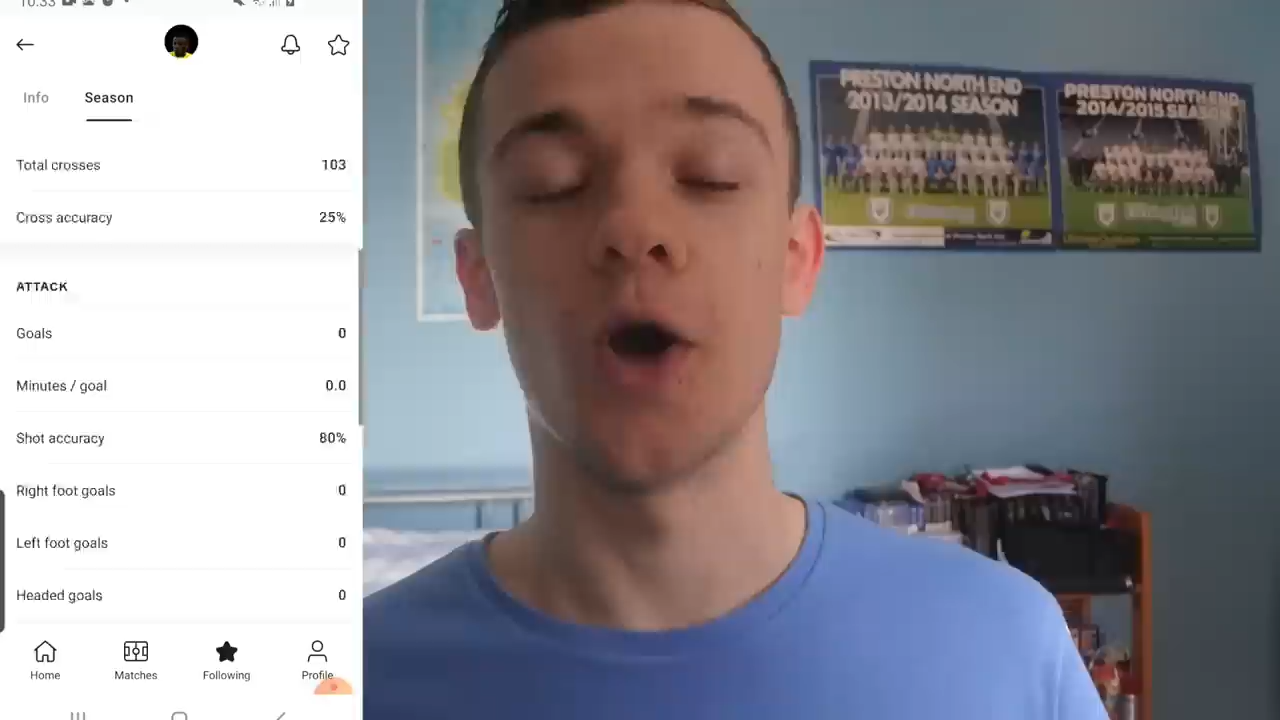 10:33
Info
Season
Total crosses 103
Cross accuracy 25%
ATTACK
Goals 0
Minutes / goal 0.0
Shot accuracy 80%
Right foot goals 0
Left foot goals 0
Headed goals 0
Home
Matches
Following
Profile
PRESTON NORTH END
2013/2014 SEASON
PRESTON NORTH END
2014/2015 SEASON